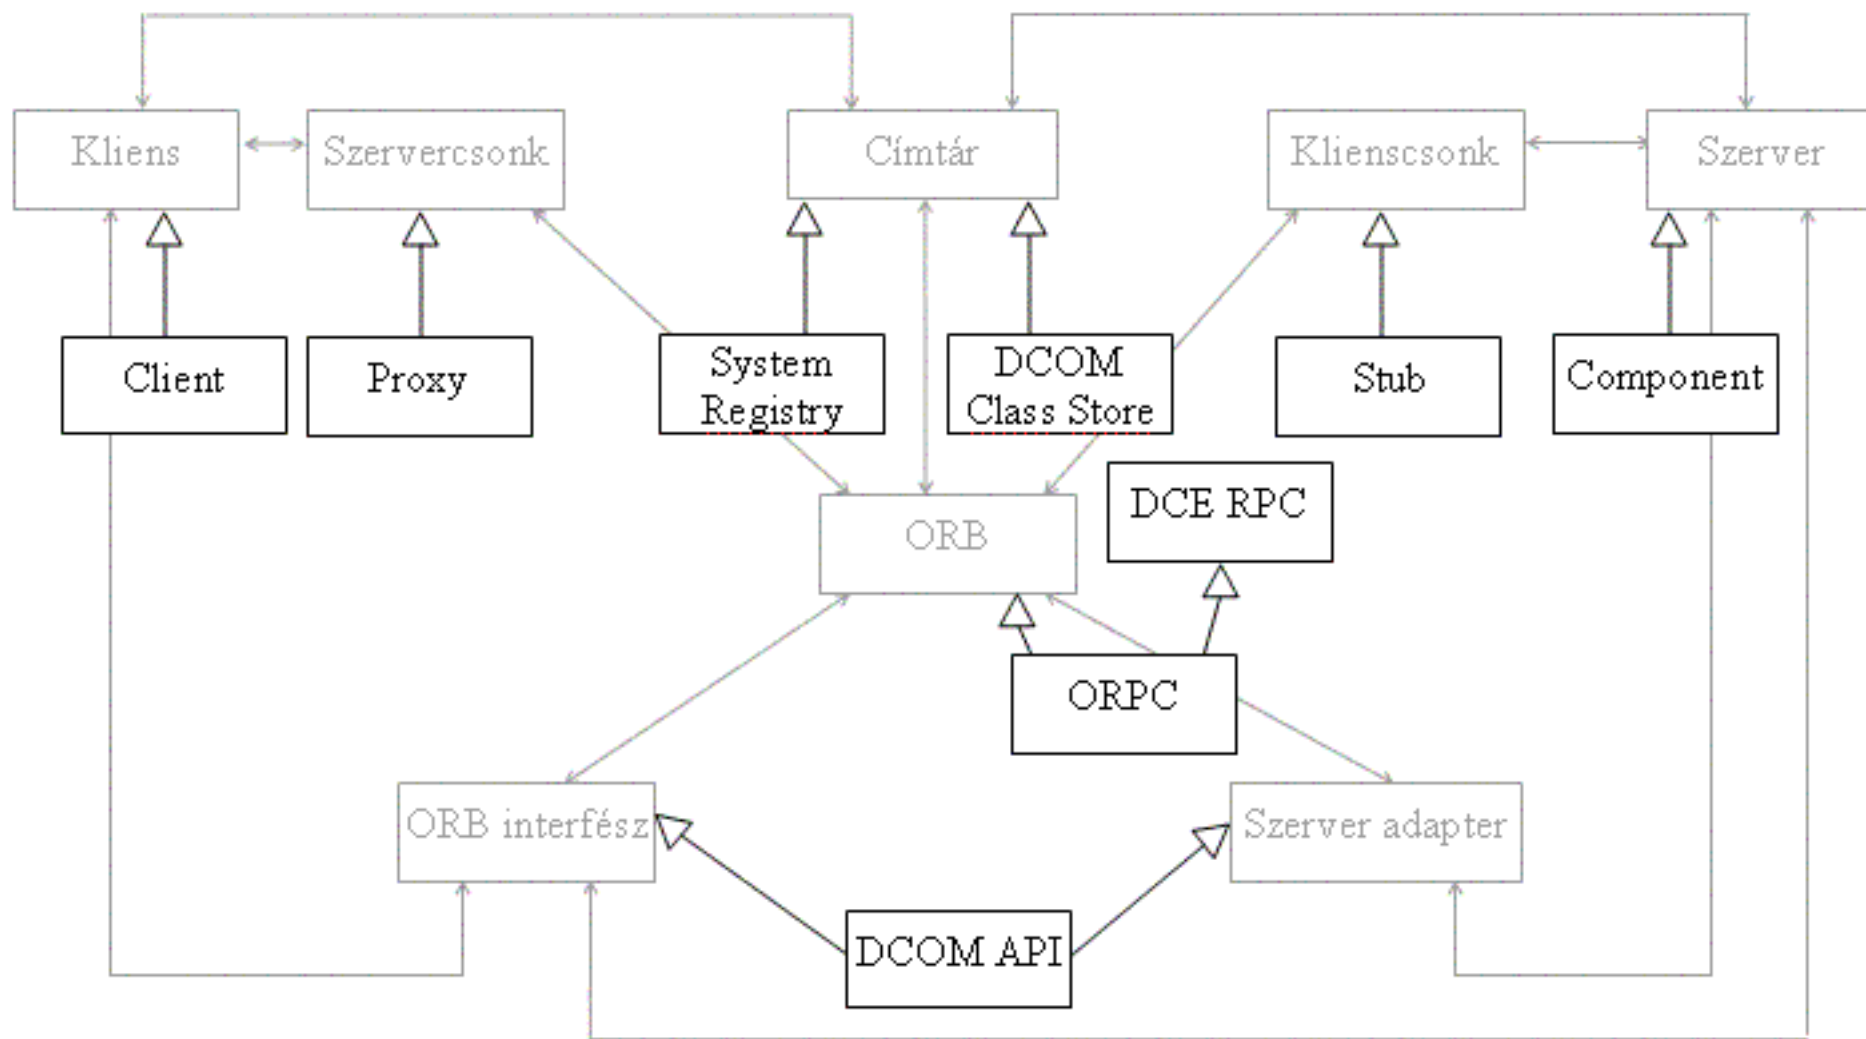 Kliens
Szervercsonk
Címtár
Klienscsonk
Szerver
Client
Proxy
System
Registry
DCOM
Class Store
Stub
Component
DCE RPC
ORB
ORPC
ORB interfész
Szerver adapter
DCOM API